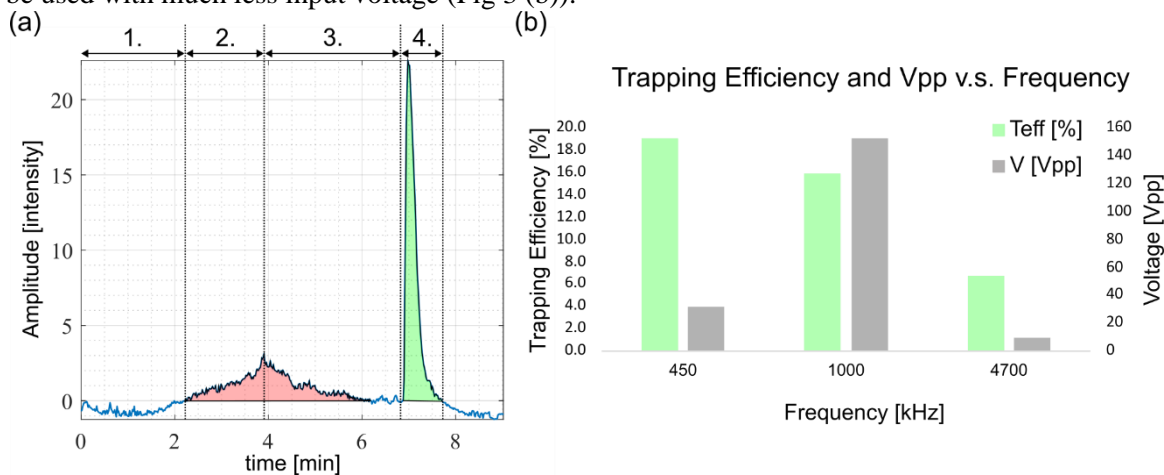 be used with much less input voltage (Fig 3 (b)).
(a)
1. 2. 3. 4.
20
15
10
5
0
Amplitude [intensity]
0 2 4 6 8
time [min]
(b)
Trapping Efficiency and Vpp v.s. Frequency
20.0
18.0
16.0
14.0
12.0
10.0
8.0
6.0
4.0
2.0
0.0
Trapping Efficiency [%]
Teff [%]
V [Vpp]
160
140
120
100
80
60
40
20
0
Voltage [Vpp]
450 1000 4700
Frequency [kHz]